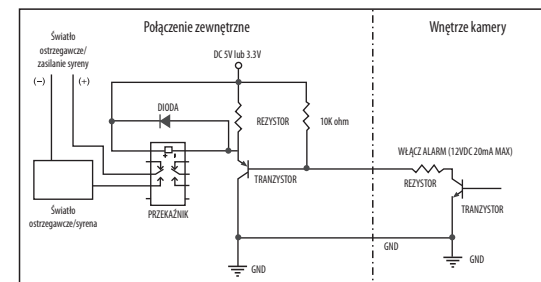 Połączenie zewnętrzne
Wnętrze kamery
Światło
ostrzegawcze/
zasilanie syreny
(−)
(+)
DC 5V lub 3.3V
DIODA
REZYSTOR
10K ohm
+
WŁĄCZ ALARM (12VDC 20mA MAX)
TRANZYSTOR
REZYSTOR
TRANZYSTOR
PRZEKAŹNIK
Światło
ostrzegawcze/syrena
GND
GND
GND